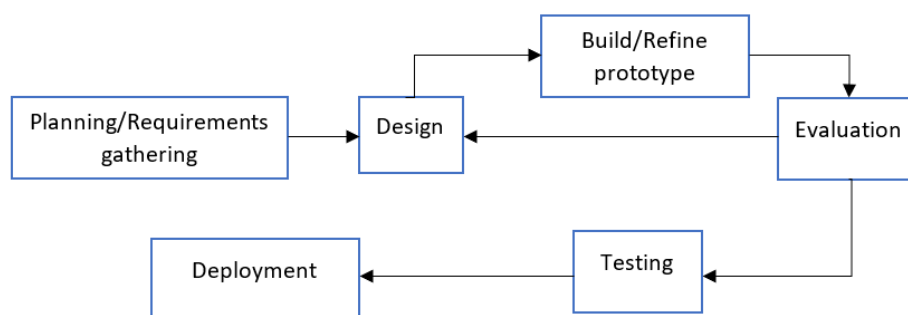 Build/Refine
prototype
Planning/Requirements
gathering
Design
Evaluation
Deployment
Testing